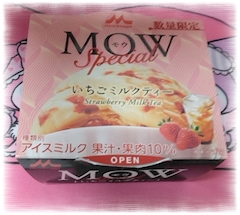 数量限定
MOW
モウ
Special
いちごミルクティー
Strawberry Milk Tea
種類別
アイスミルク 果汁・果肉10%
OPEN
MOW